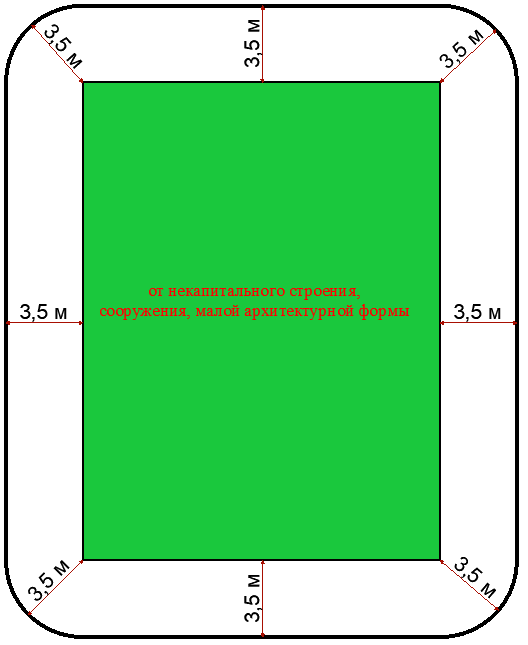 3,5 м
3,5 м
3,5 м
от некапитального строения,
сооружения, малой архитектурной формы
3,5 м
3,5 м
3,5 м
3,5 м
3,5 м